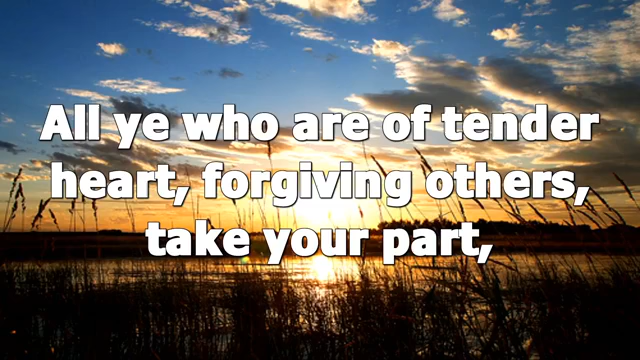 All ye who are of tender
heart, forgiving others,
take your part,